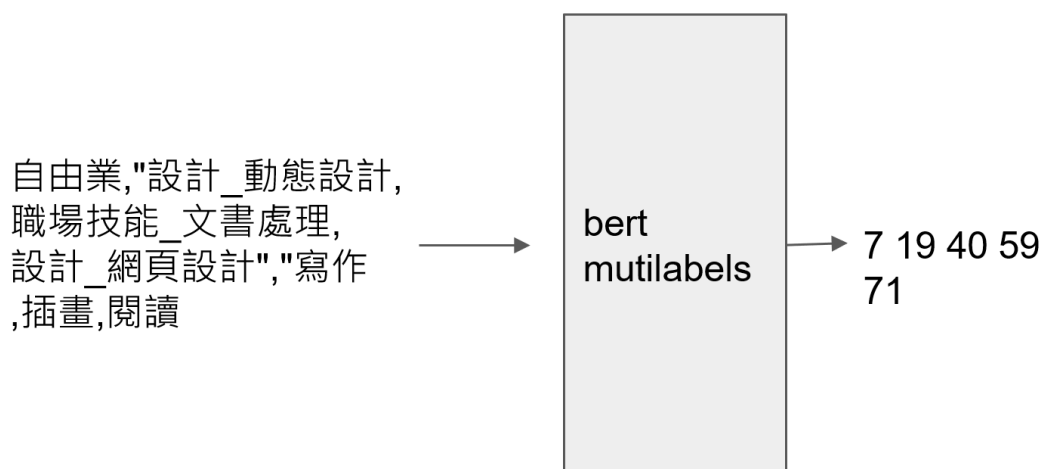 自由業,"設計_動態設計,
職場技能_文書處理,
設計_網頁設計","寫作
,插畫,閱讀
bert
mutilabels
7 19 40 59
71